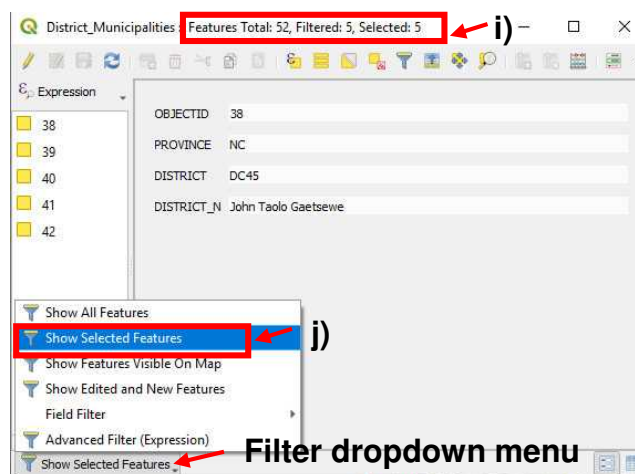 District_Municipalities : Features Total: 52, Filtered: 5, Selected: 5
i)
Expression
38
39
40
41
42
OBJECTID 38
PROVINCE NC
DISTRICT DC45
DISTRICT_N John Taolo Gaetsewe
Show All Features
Show Selected Features
j)
Show Features Visible On Map
Show Edited and New Features
Field Filter
Advanced Filter (Expression)
Filter dropdown menu
Show Selected Features